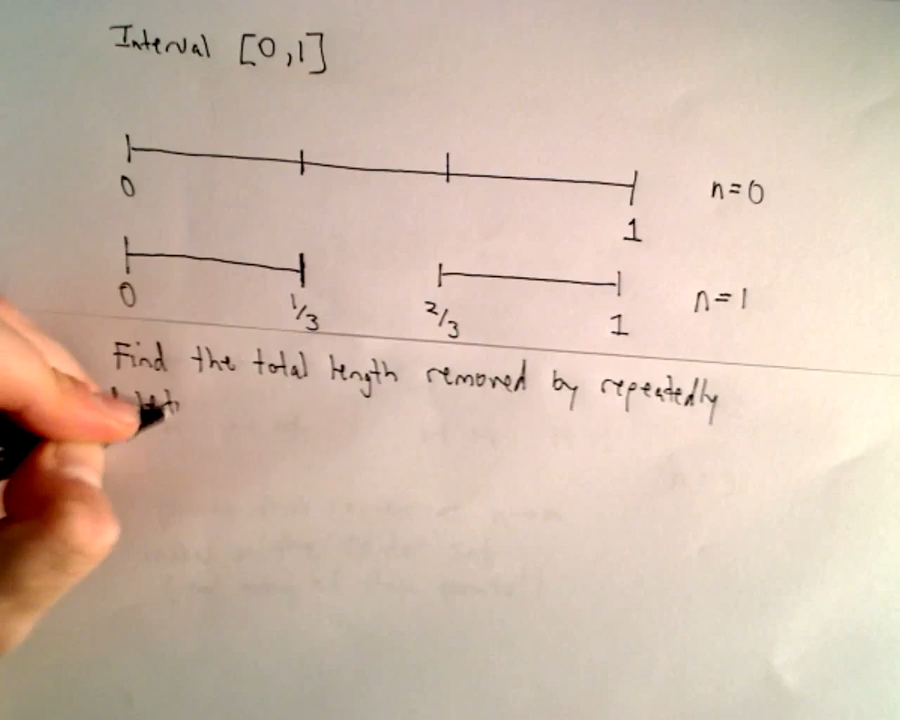 Interval [0,1]
0 1 n=0
0 1/3 2/3 1 n=1
Find the total length removed by repeatedly